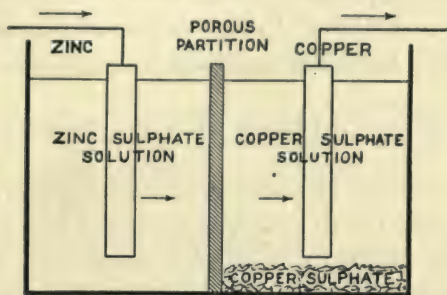 POROUS
PARTITION
ZINC
COPPER
ZINC SULPHATE
SOLUTION
COPPER SULPHATE
SOLUTION
COPPER SULPHATE